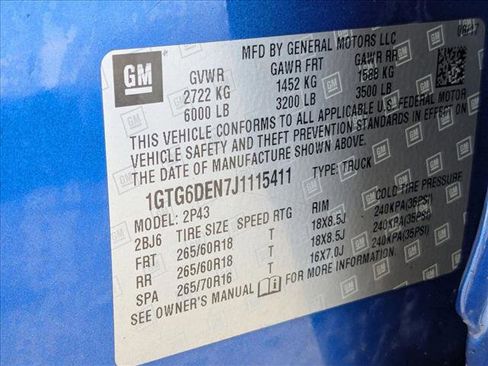 MFD BY GENERAL MOTORS LLC
GM
GVWR GAWR FRT GAWR RR
2722 KG 1452 KG 1588 KG
6000 LB 3200 LB 3500 LB
THIS VEHICLE CONFORMS TO ALL APPLICABLE U.S. FEDERAL MOTOR
VEHICLE SAFETY AND THEFT PREVENTION STANDARDS IN EFFECT ON
THE DATE OF MANUFACTURE SHOWN ABOVE.
1GTG6DEN7J1115411 TYPE: TRUCK
MODEL: 2P43
2BJ6 TIRE SIZE SPEED RTG RIM COLD TIRE PRESSURE
FRT 265/60R18 T 18X8.5J 240KPA(35PSI)
RR 265/60R18 T 18X8.5J 240KPA(35PSI)
SPA 265/70R16 T 16X7.0J 240KPA(35PSI)
SEE OWNER'S MANUAL FOR MORE INFORMATION.